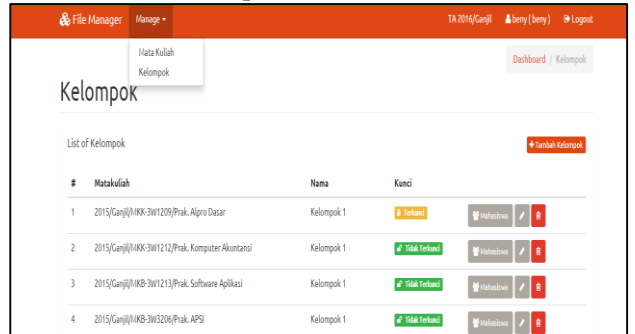 File Manager Manage TA 2016/Ganjil beny ( beny ) Logout
Mata Kuliah
Kelompok
Dashboard / Kelompok
Kelompok
List of Kelompok
+ Tambah Kelompok
# Matakuliah Nama Kunci
1 2015/Ganjil/MKK-3W1209/Prak. Alpro Dasar Kelompok 1 Terkunci Mahasiswa
2 2015/Ganjil/MKK-3W1212/Prak. Komputer Akuntansi Kelompok 1 Tidak Terkunci Mahasiswa
3 2015/Ganjil/MKB-3W1213/Prak. Software Aplikasi Kelompok 1 Tidak Terkunci Mahasiswa
4 2015/Ganjil/MKB-3W3206/Prak. APSI Kelompok 1 Tidak Terkunci Mahasiswa